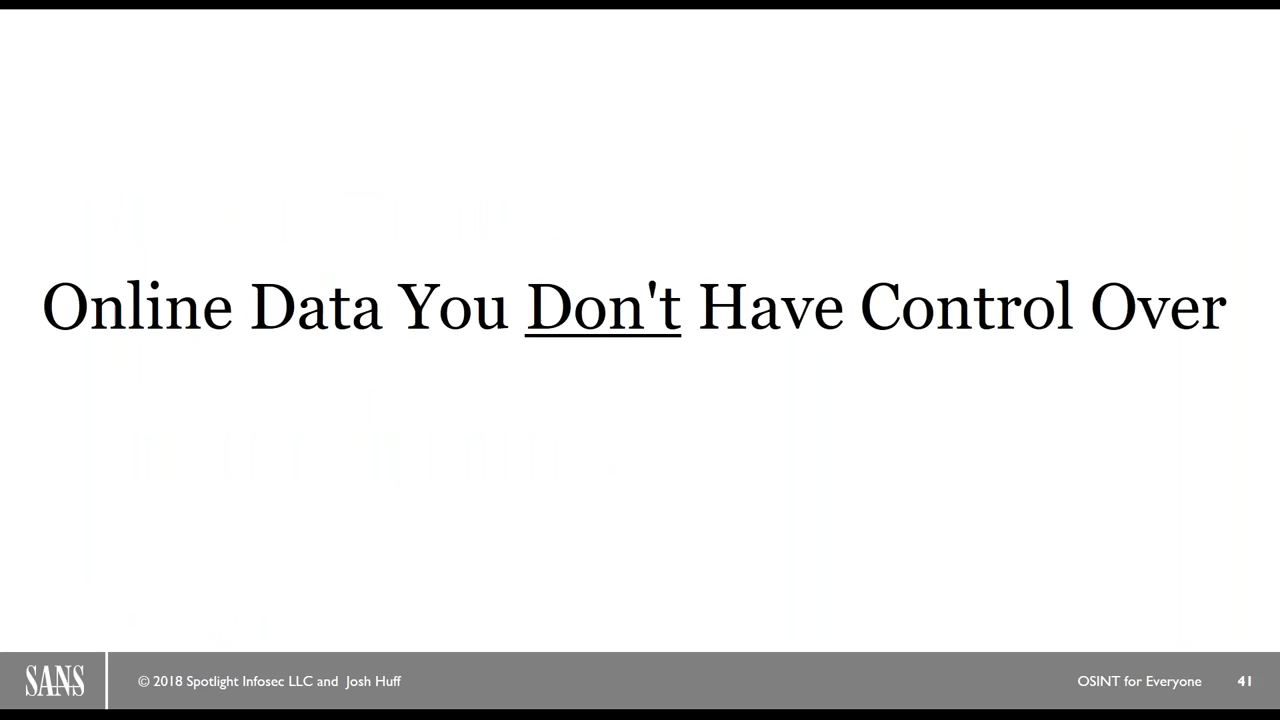 Online Data You Don't Have Control Over
SANS
© 2018 Spotlight Infosec LLC and Josh Huff
OSINT for Everyone
41